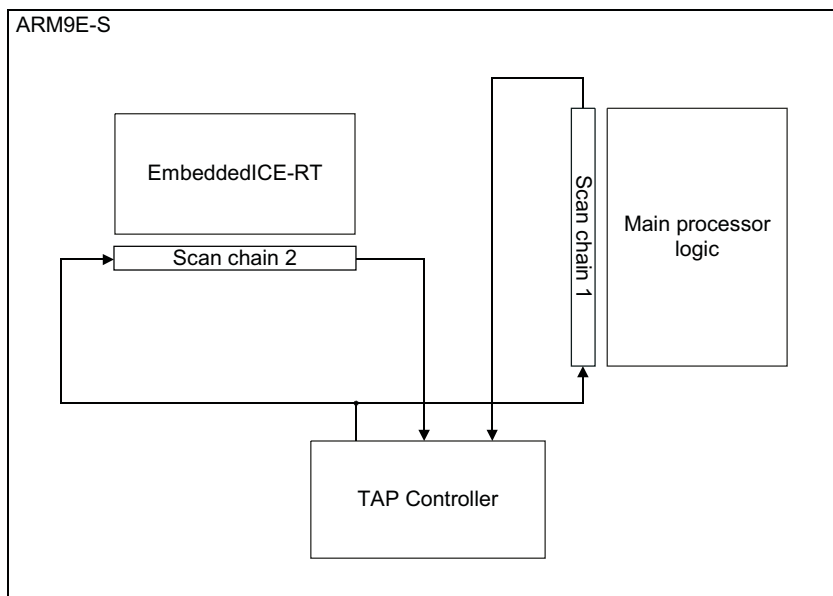 ARM9E-S
EmbeddedICE-RT
Scan chain 2
Scan chain 1
Main processor
logic
TAP Controller